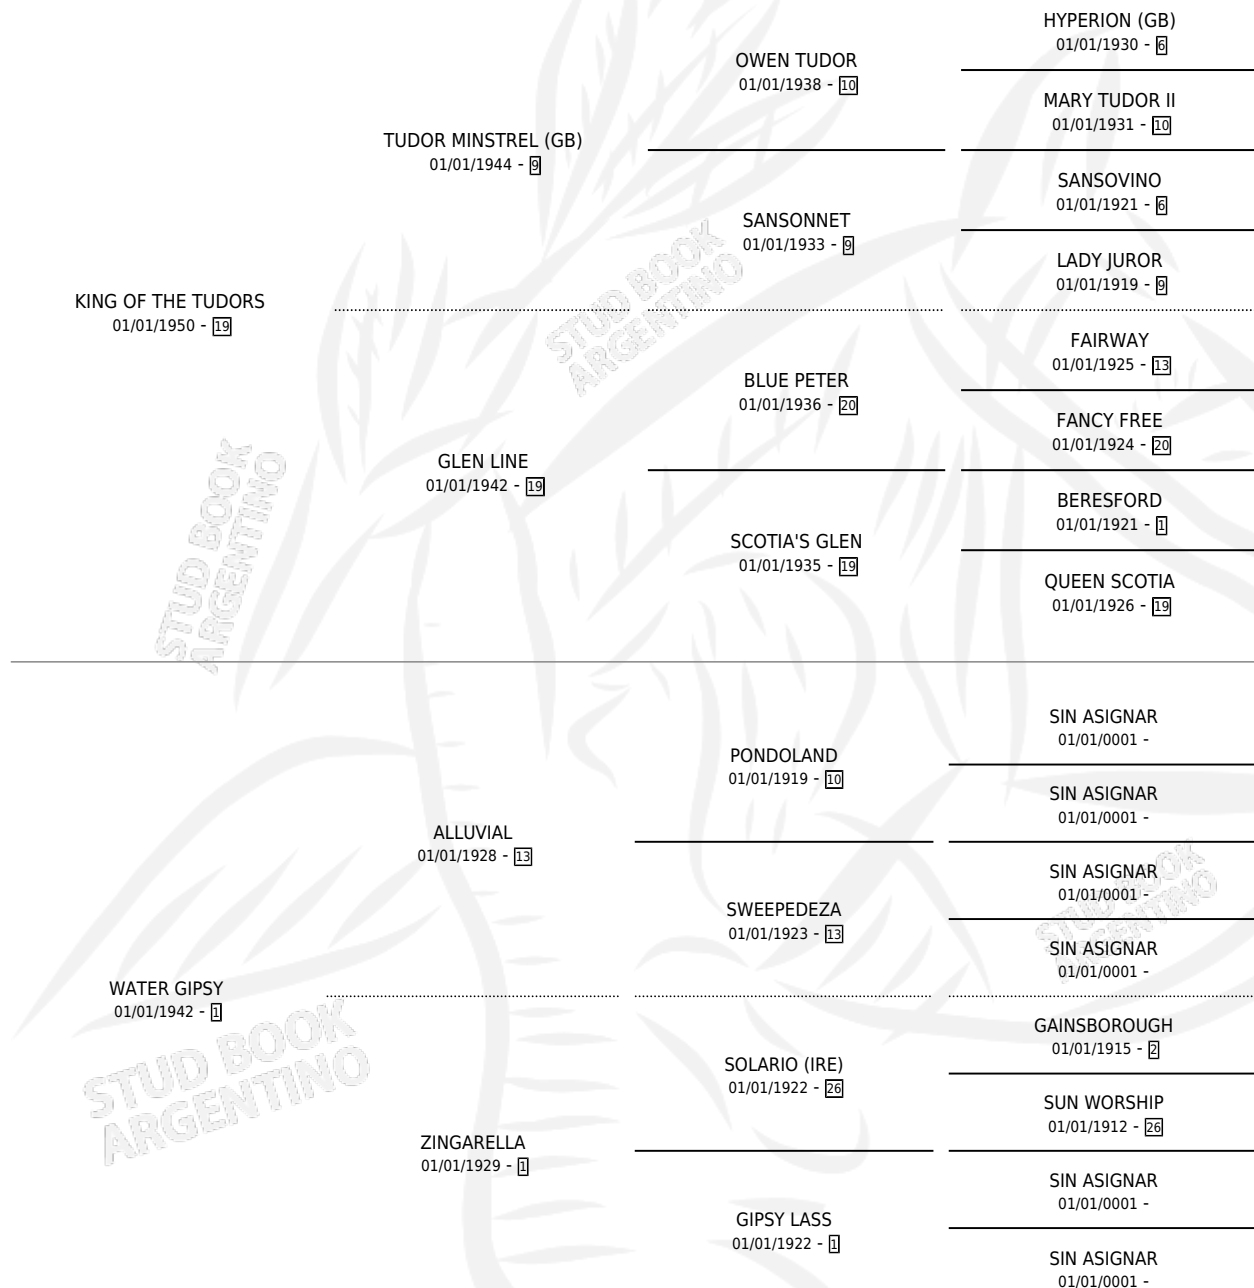 HYPERION (GB)
01/01/1930 - 6
OWEN TUDOR
01/01/1938 - 10
MARY TUDOR II
01/01/1931 - 10
TUDOR MINSTREL (GB)
01/01/1944 - 9
SANSOVINO
01/01/1921 - 6
SANSONNET
01/01/1933 - 9
LADY JUROR
01/01/1919 - 9
KING OF THE TUDORS
01/01/1950 - 19
FAIRWAY
01/01/1925 - 13
BLUE PETER
01/01/1936 - 20
FANCY FREE
01/01/1924 - 20
GLEN LINE
01/01/1942 - 19
BERESFORD
01/01/1921 - 1
SCOTIA'S GLEN
01/01/1935 - 19
QUEEN SCOTIA
01/01/1926 - 19
STUD BOOK
ARGENTINO
STUD BOOK
ARGENTINO
SIN ASIGNAR
01/01/0001 -
PONDOLAND
01/01/1919 - 10
SIN ASIGNAR
01/01/0001 -
ALLUVIAL
01/01/1928 - 13
SIN ASIGNAR
01/01/0001 -
SWEEPEDEZA
01/01/1923 - 13
SIN ASIGNAR
01/01/0001 -
STUD BOOK
ARGENTINO
WATER GIPSY
01/01/1942 - 1
GAINSBOROUGH
01/01/1915 - 2
SOLARIO (IRE)
01/01/1922 - 26
SUN WORSHIP
01/01/1912 - 26
STUD BOOK
ARGENTINO
ZINGARELLA
01/01/1929 - 1
SIN ASIGNAR
01/01/0001 -
GIPSY LASS
01/01/1922 - 1
SIN ASIGNAR
01/01/0001 -